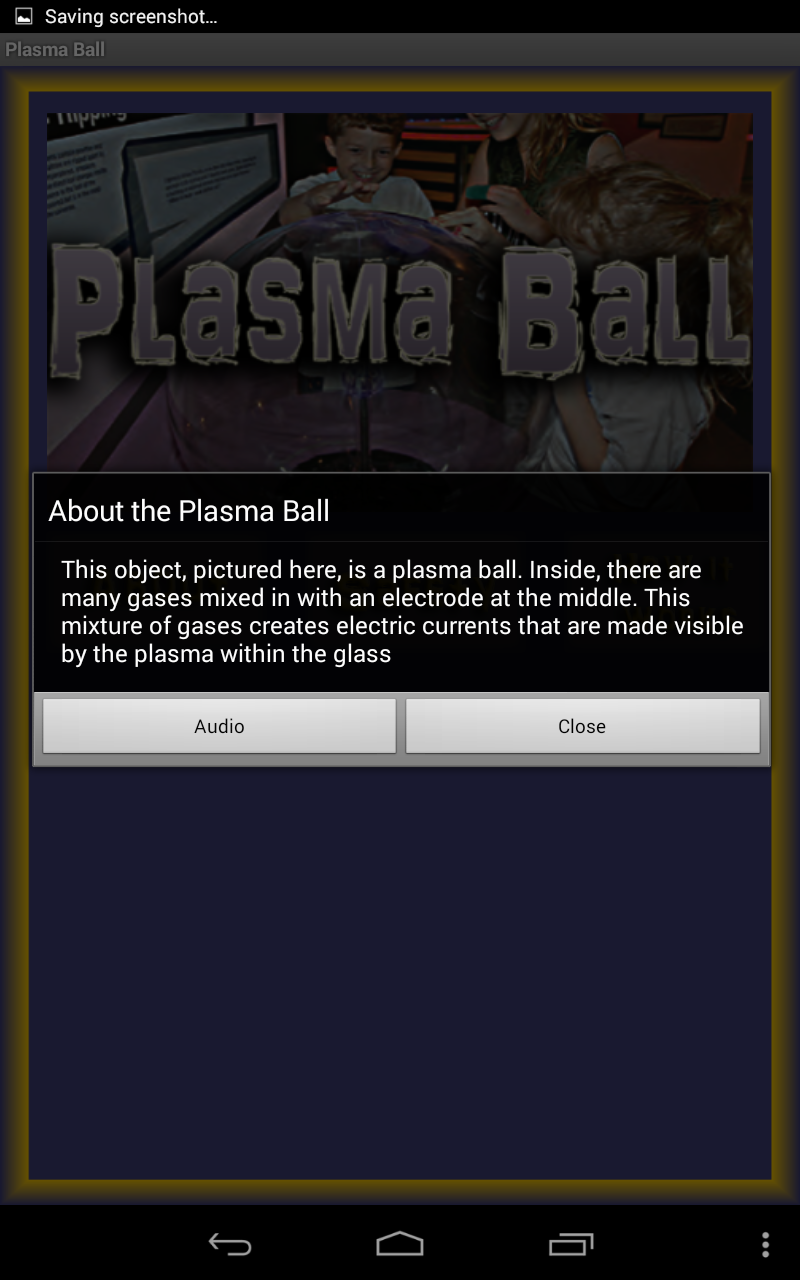 Saving screenshot...
Plasma Ball
Plasma Ball
About the Plasma Ball
This object, pictured here, is a plasma ball. Inside, there are
many gases mixed in with an electrode at the middle. This
mixture of gases creates electric currents that are made visible
by the plasma within the glass
Audio
Close